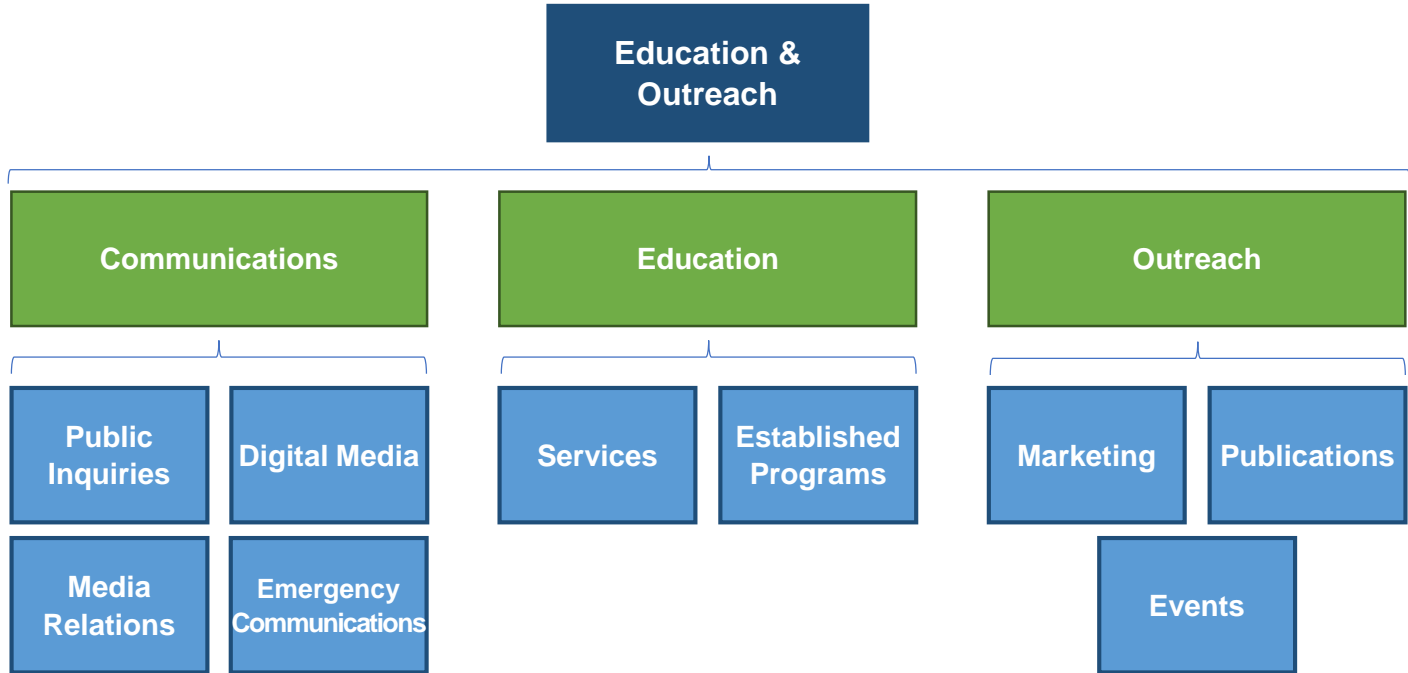 Education &
Outreach
Communications
Education
Outreach
Public
Inquiries
Digital Media
Services
Established
Programs
Marketing
Publications
Media
Relations
Emergency
Communications
Events